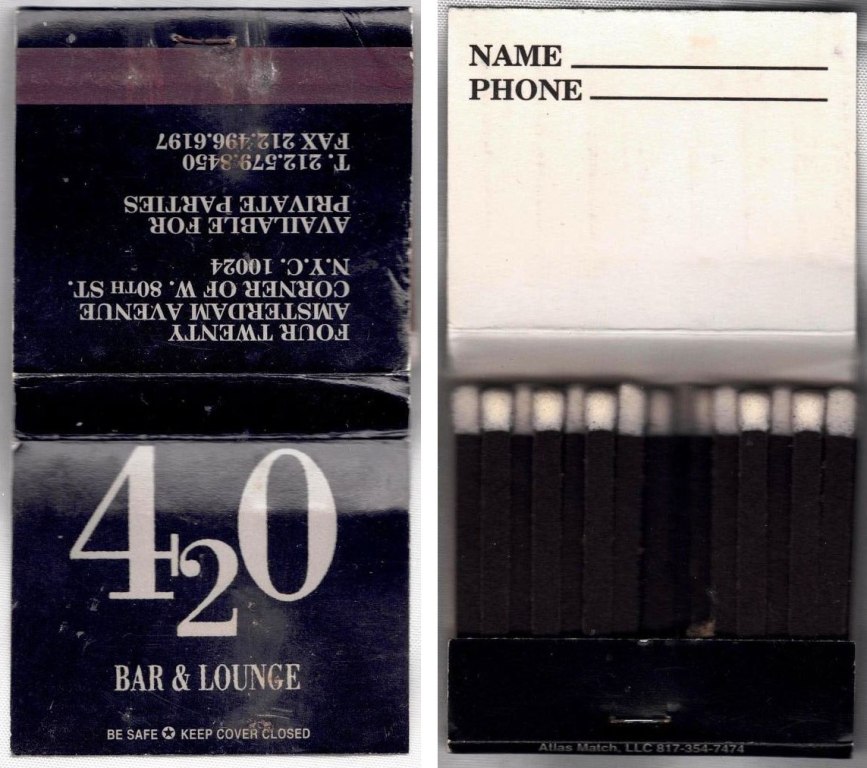 FOUR TWENTY
AMSTERDAM AVENUE
CORNER OF W. 80TH ST.
N.Y.C. 10024
AVAILABLE FOR
PRIVATE PARTIES
T. 212.579.8450
FAX 212.496.6197
420
BAR & LOUNGE
BE SAFE ✪ KEEP COVER CLOSED
NAME
PHONE
Atlas Match, LLC 817-354-7474